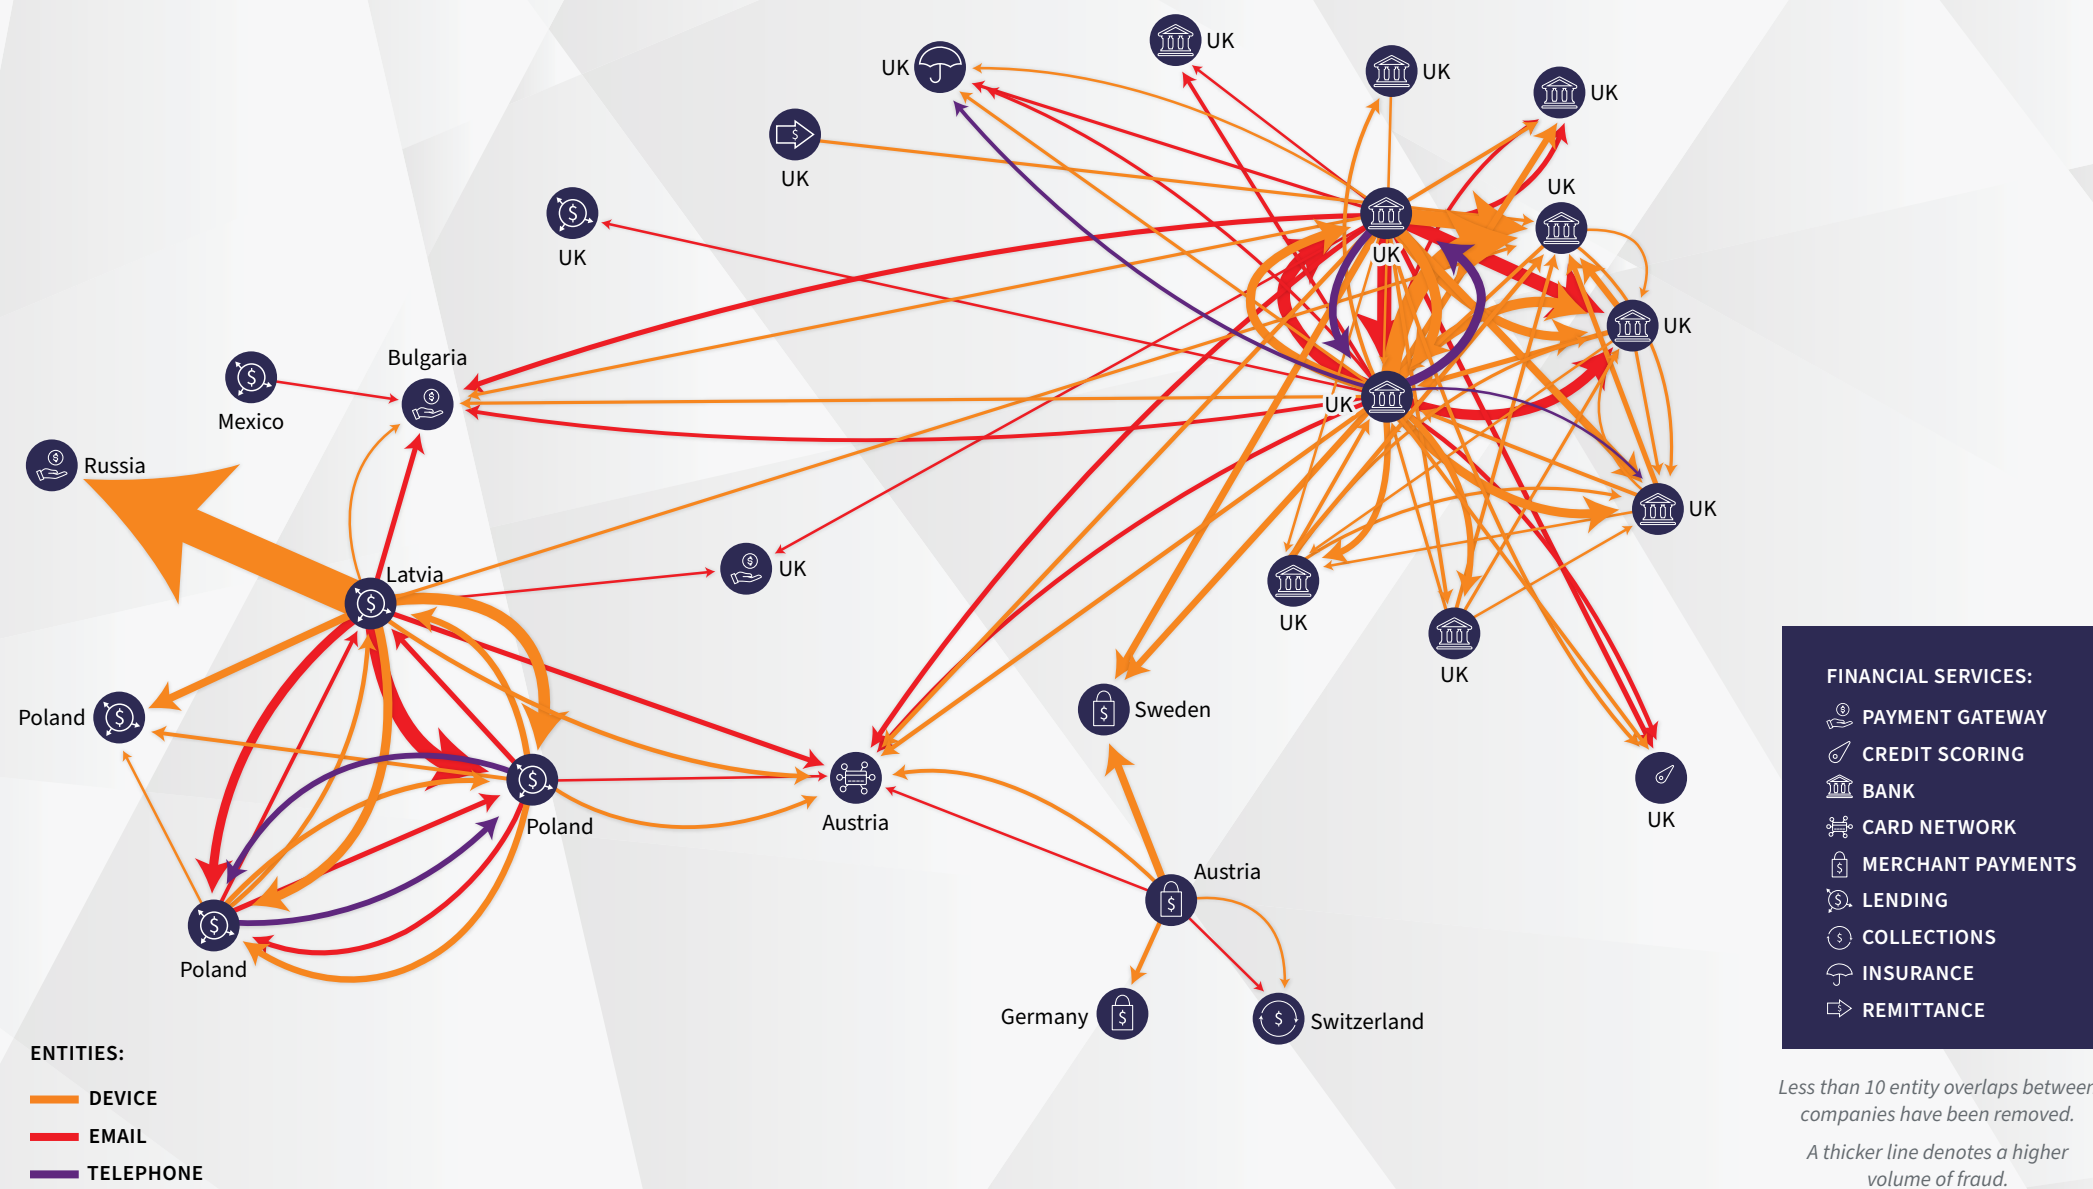 UK
UK
UK
UK
UK
UK
UK
UK
UK
Bulgaria
UK
Mexico
UK
Russia
UK
Latvia
UK
UK
UK
Poland
Sweden
Poland
Austria
UK
Austria
Poland
Germany
Switzerland
FINANCIAL SERVICES:
PAYMENT GATEWAY
CREDIT SCORING
BANK
CARD NETWORK
MERCHANT PAYMENTS
LENDING
COLLECTIONS
INSURANCE
REMITTANCE
ENTITIES:
DEVICE
EMAIL
TELEPHONE
Less than 10 entity overlaps between
companies have been removed.
A thicker line denotes a higher
volume of fraud.